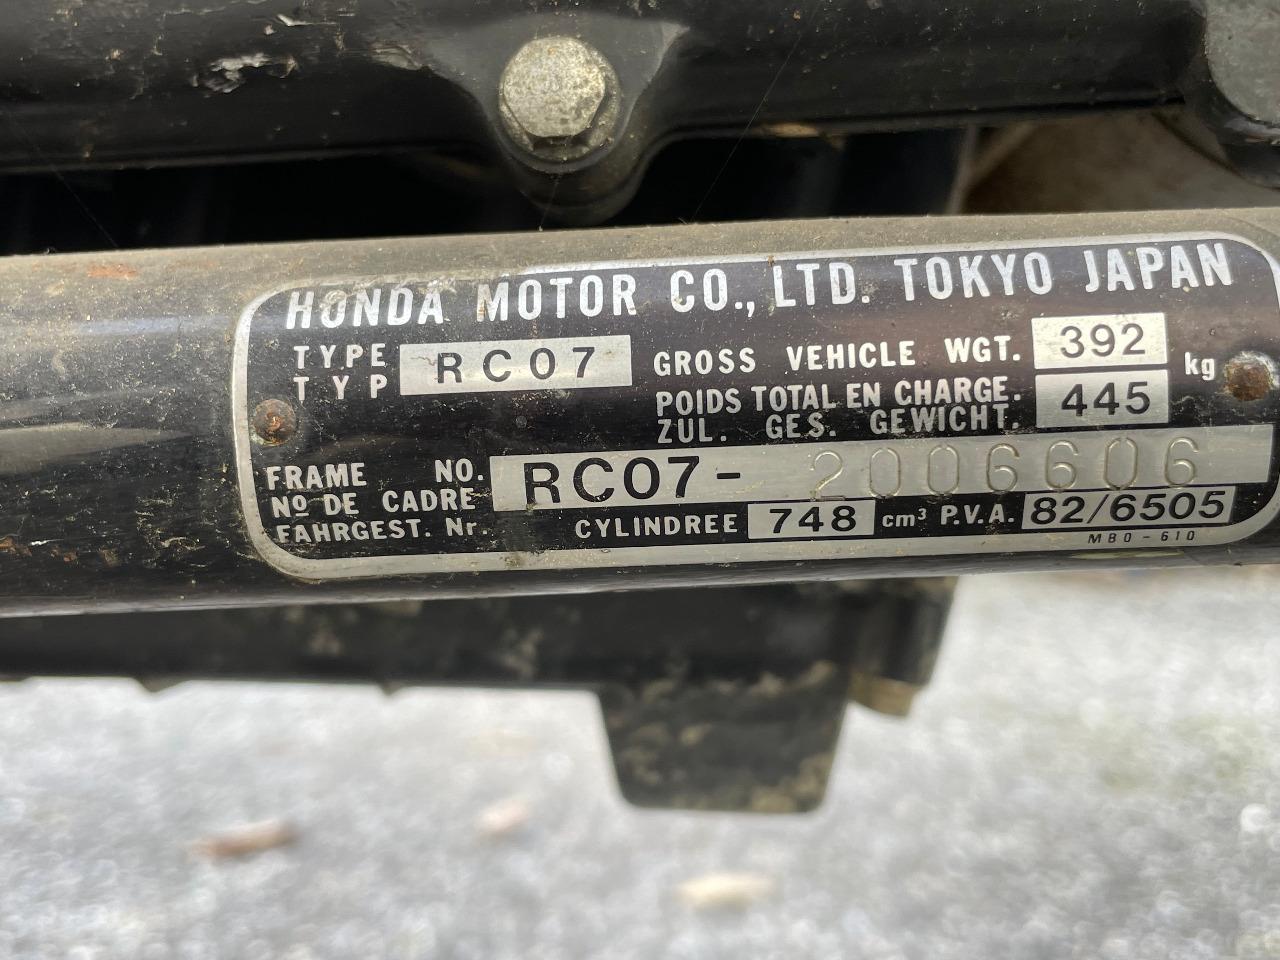 HONDA MOTOR CO., LTD. TOKYO JAPAN
TYPE
TYP
RC07
GROSS VEHICLE WGT. 392
POIDS TOTAL EN CHARGE.
ZUL. GES. GEWICHT. 445
kg
FRAME NO.
Nº DE CADRE
FAHRGEST. Nr.
RC07- 2006606
CYLINDREE 748 cm³ P.V.A. 82/6505
MB0-610